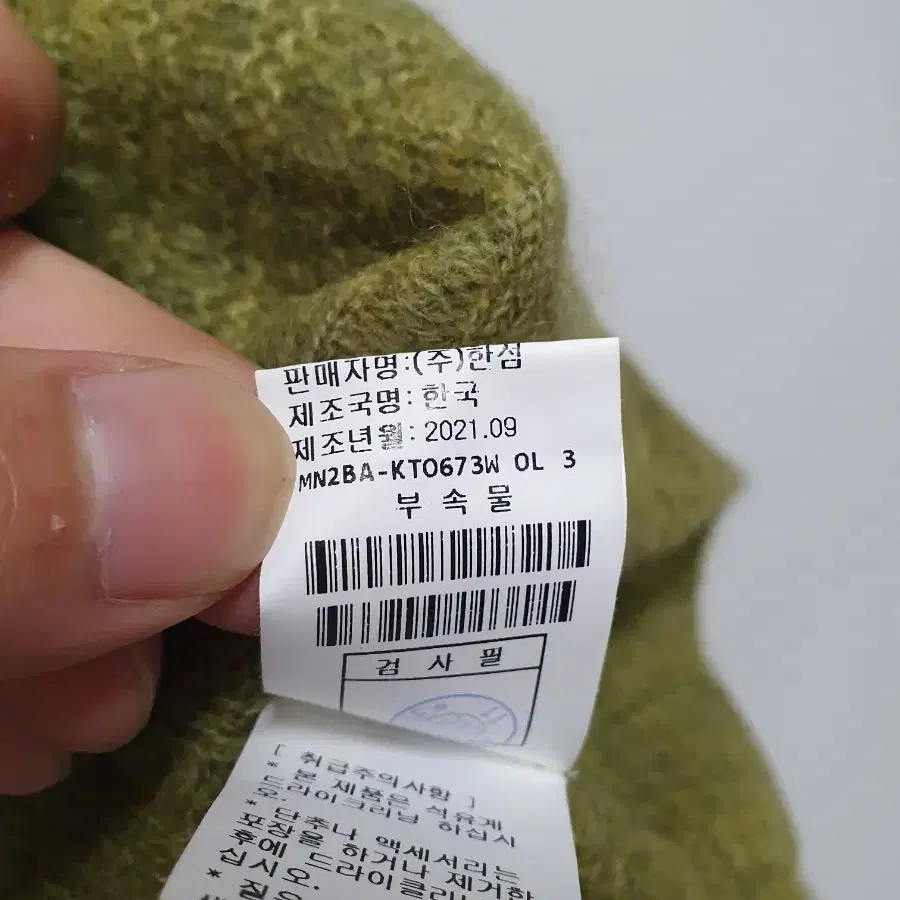 판매자명:(주)한섬
제조국명: 한국
제조년월: 2021.09
MN2BA-KTO673W OL 3
부속물
검사필
[ 취급주의사항 ]
* 본 제품은 석유계
드라이크리닝 하십시
오.
* 단추나 액세서리는
포장을 하거나 제거한
후에 드라이클리
십시오.
*